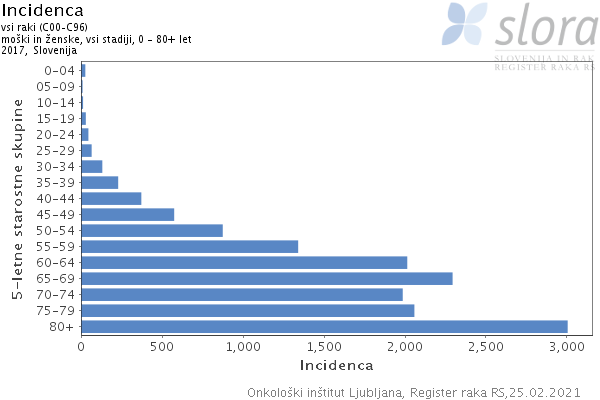 Incidenca
vsi raki (C00-C96)
moški in ženske, vsi stadiji, 0 - 80+ let
2017, Slovenija
slora
SLOVENIJA IN RAK
REGISTER RAKA RS
5-letne starostne skupine
0-04
05-09
10-14
15-19
20-24
25-29
30-34
35-39
40-44
45-49
50-54
55-59
60-64
65-69
70-74
75-79
80+
0 500 1,000 1,500 2,000 2,500 3,000
Incidenca
Onkološki inštitut Ljubljana, Register raka RS,25.02.2021